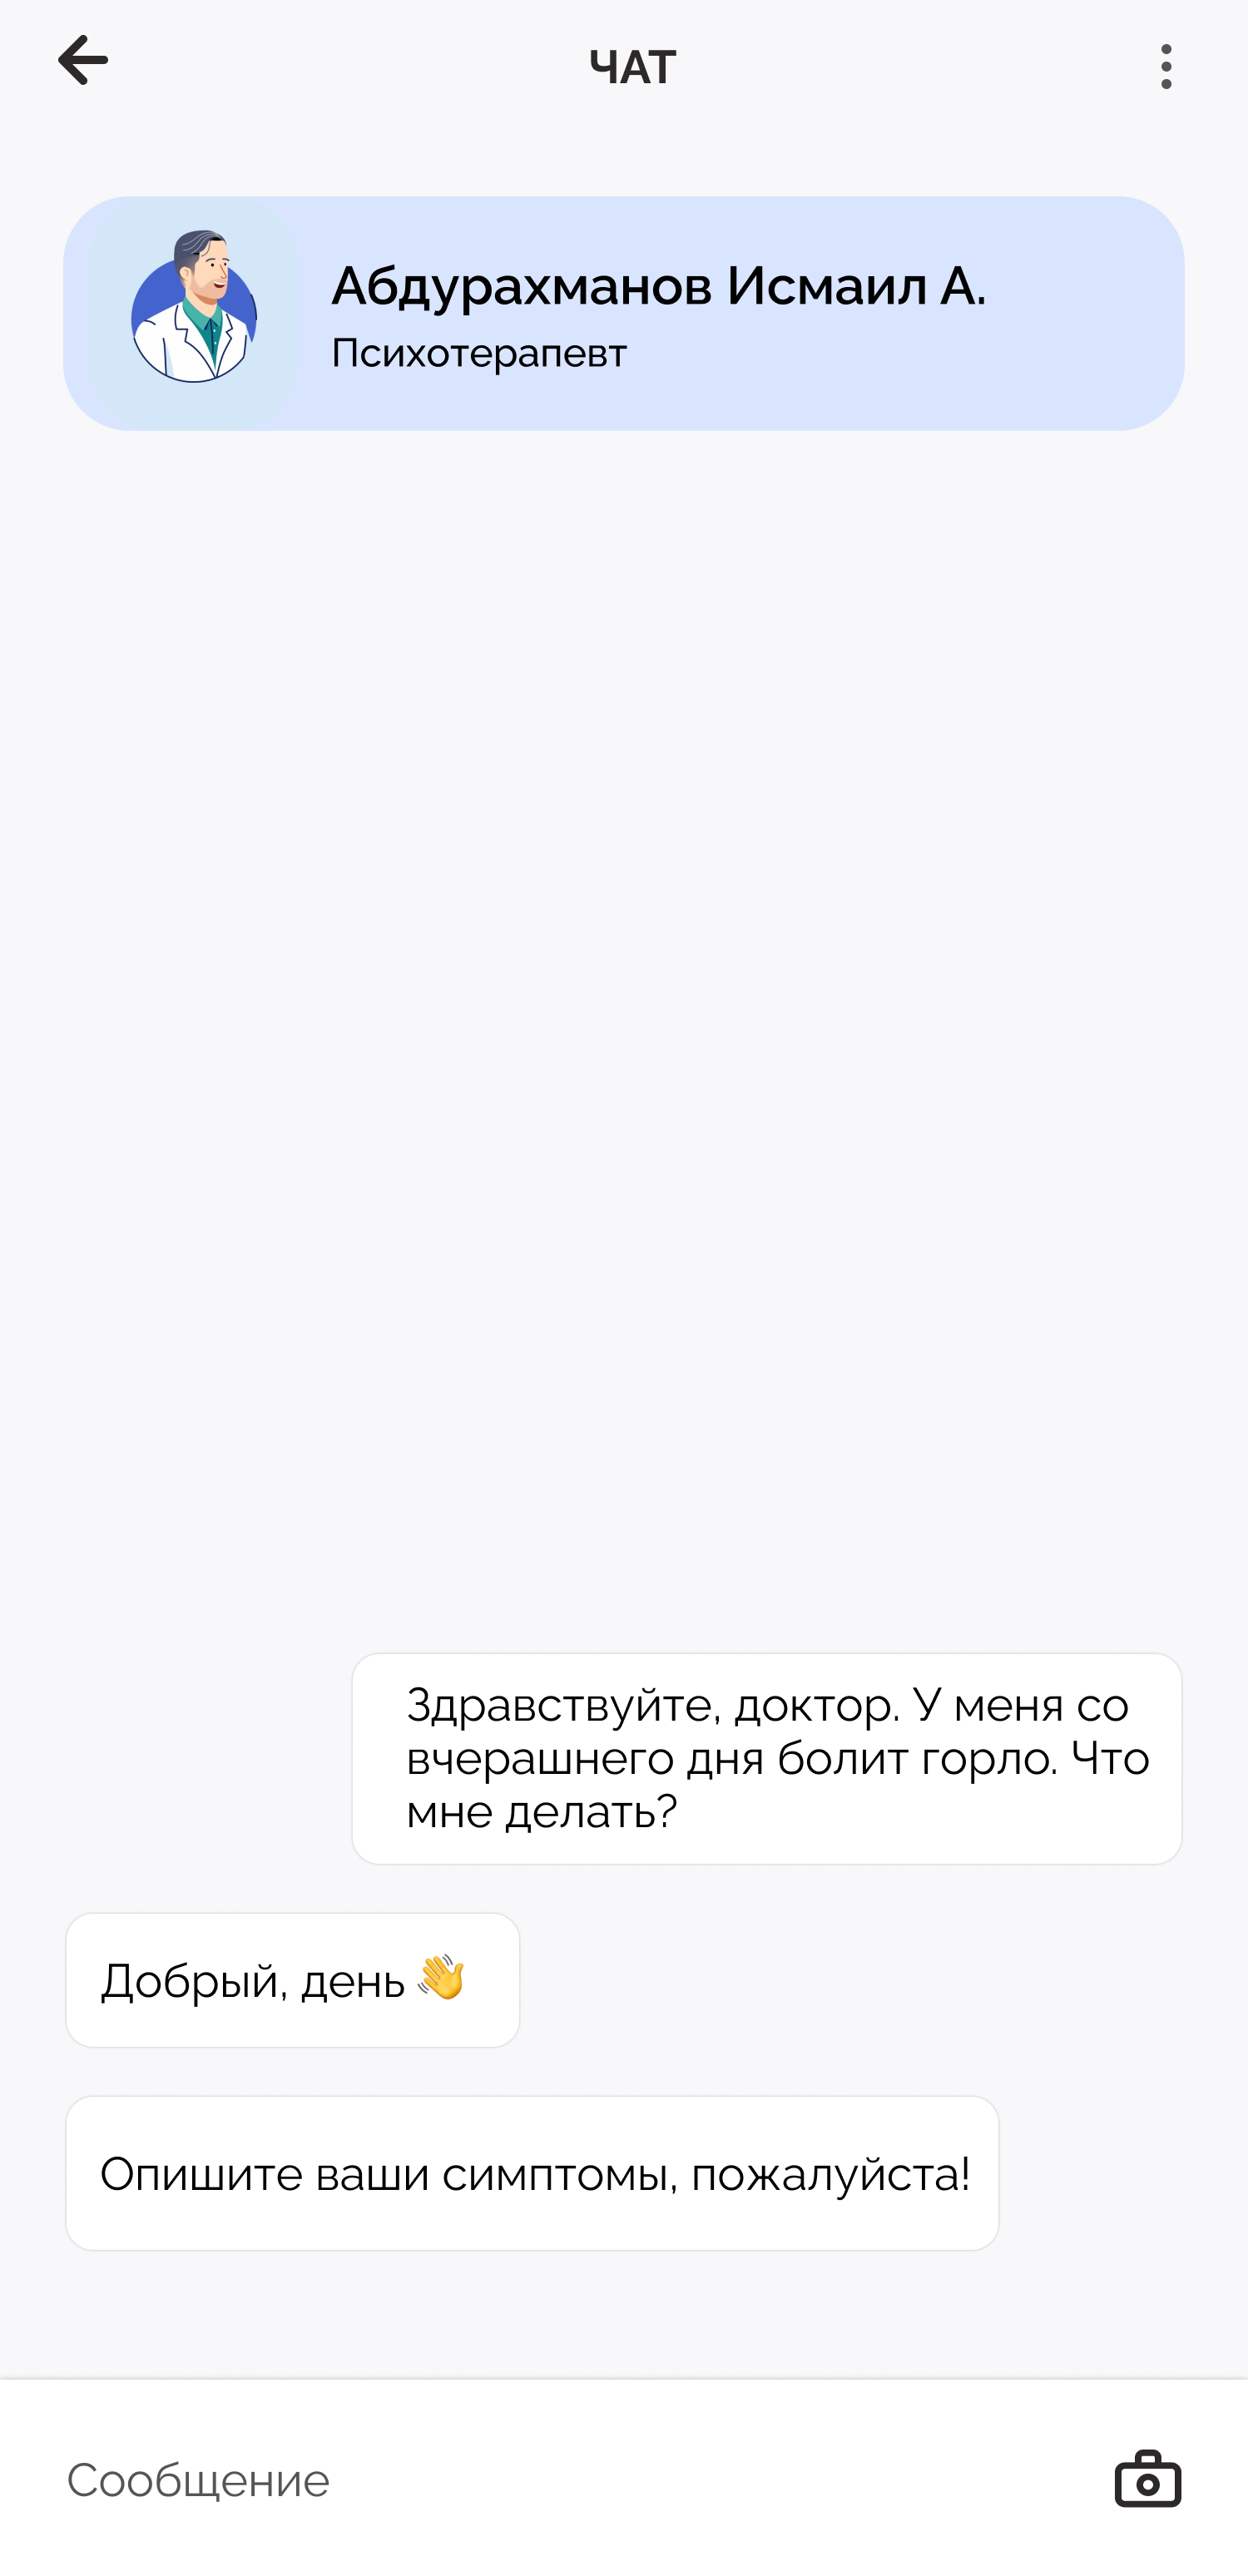 ЧАТ
Абдурахманов Исмаил А.
Психотерапевт
Здравствуйте, доктор. У меня со
вчерашнего дня болит горло. Что
мне делать?
Добрый, день 👋
Опишите ваши симптомы, пожалуйста!
Сообщение